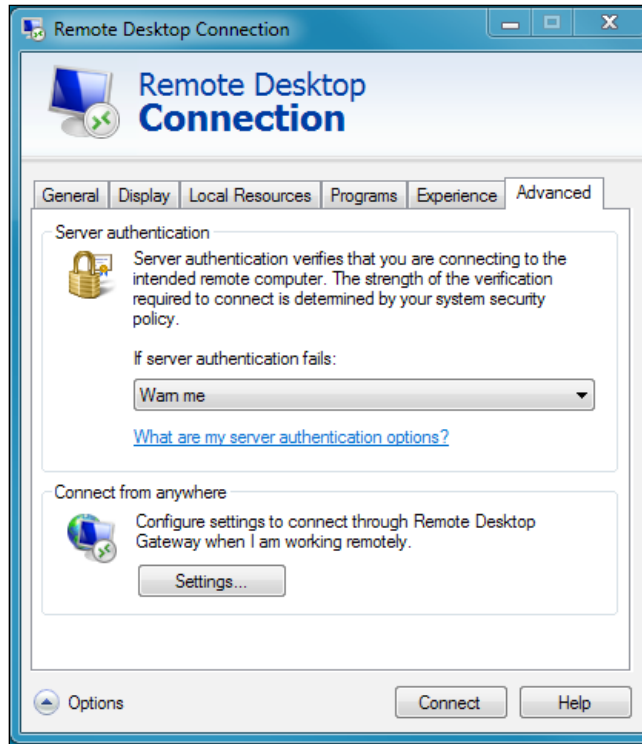 Remote Desktop Connection
Remote Desktop
Connection
General Display Local Resources Programs Experience Advanced
Server authentication
Server authentication verifies that you are connecting to the
intended remote computer. The strength of the verification
required to connect is determined by your system security
policy.
If server authentication fails:
Warn me
What are my server authentication options?
Connect from anywhere
Configure settings to connect through Remote Desktop
Gateway when I am working remotely.
Settings...
Options Connect Help